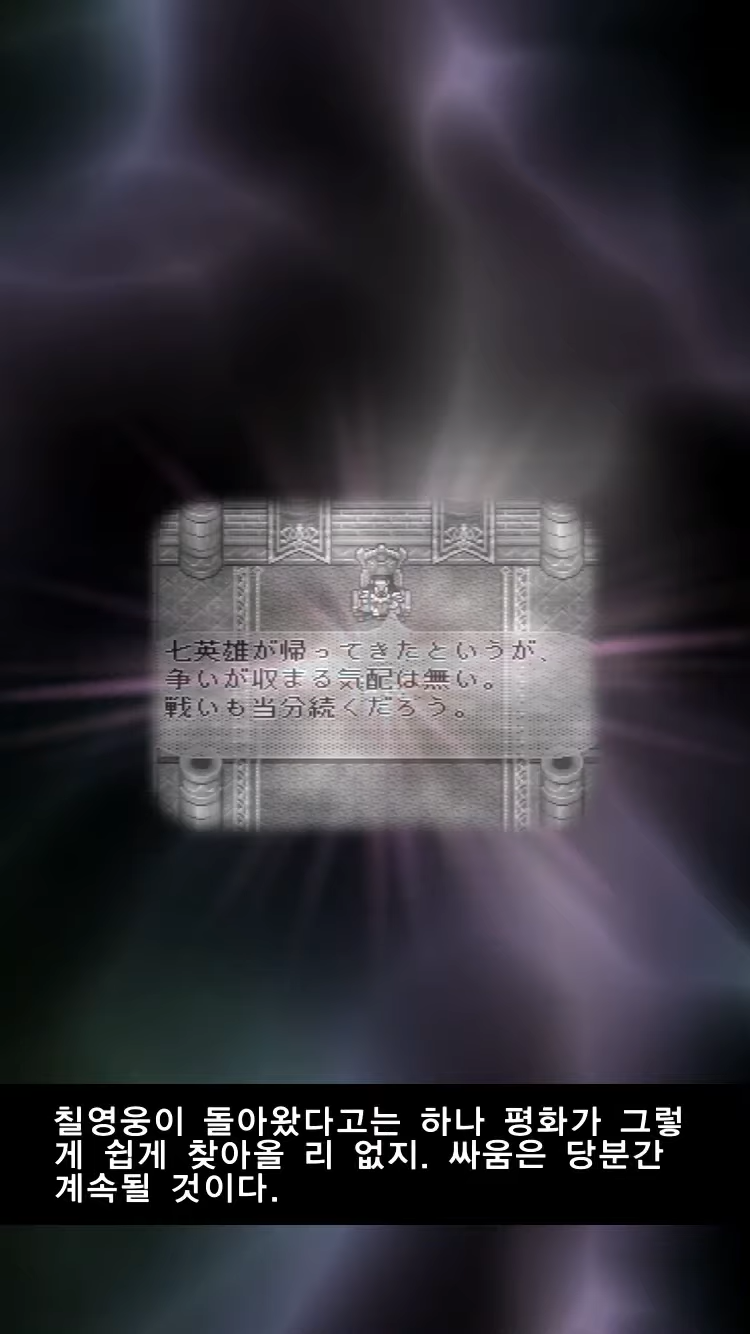 七英雄が帰ってきたというが、
争いが収まる気配は無い。
戦いも当分続くだろう。
칠영웅이 돌아왔다고는 하나 평화가 그렇
게 쉽게 찾아올 리 없지. 싸움은 당분간
계속될 것이다.